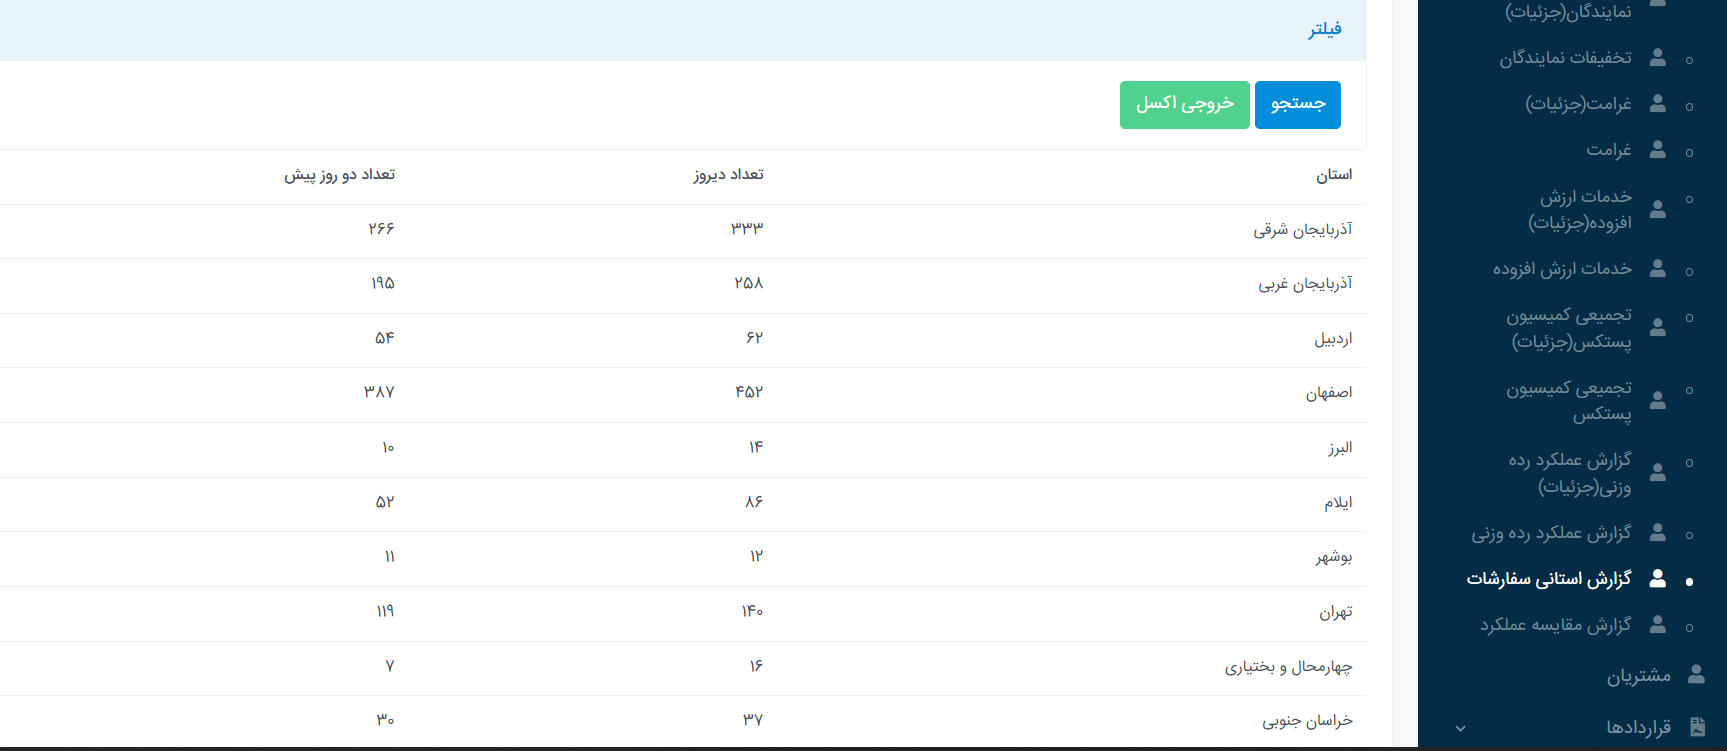 نمایندگان(جزئیات)
تخفیفات نمایندگان
غرامت(جزئیات)
غرامت
خدمات ارزش
افزوده(جزئیات)
خدمات ارزش افزوده
تجمیعی کمیسیون
پستکس(جزئیات)
تجمیعی کمیسیون
پستکس
گزارش عملکرد رده
وزنی(جزئیات)
گزارش عملکرد رده وزنی
گزارش استانی سفارشات
گزارش مقایسه عملکرد
مشتریان
قراردادها
فیلتر
جستجو خروجی اکسل
استان تعداد دیروز تعداد دو روز پیش
آذربایجان شرقی ۳۳۳ ۲۶۶
آذربایجان غربی ۲۵۸ ۱۹۵
اردبیل ۶۲ ۵۴
اصفهان ۴۵۲ ۳۸۷
البرز ۱۴ ۱۰
ایلام ۸۶ ۵۲
بوشهر ۱۲ ۱۱
تهران ۱۴۰ ۱۱۹
چهارمحال و بختیاری ۱۶ ۷
خراسان جنوبی ۳۷ ۳۰